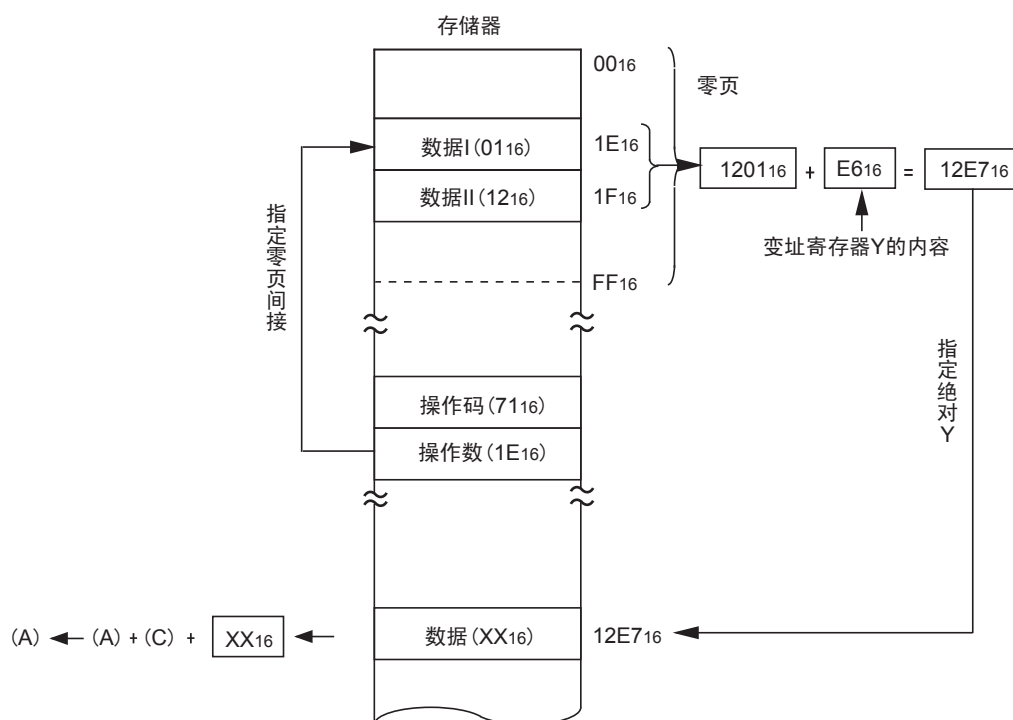 存储器
0016
零页
数据I(0116)
1E16
数据II(1216)
1F16
120116 + E616 = 12E716
变址寄存器Y的内容
指定零页间接
FF16
指定绝对Y
操作码(7116)
操作数(1E16)
(A) ← (A) + (C) + XX16
数据(XX16)
12E716